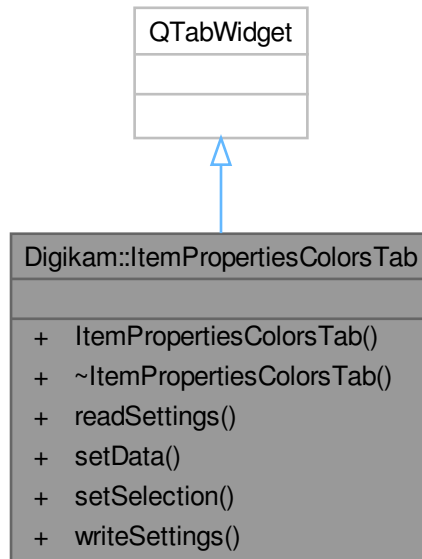 QTabWidget
Digikam::ItemPropertiesColorsTab
+ ItemPropertiesColorsTab()
+ ~ItemPropertiesColorsTab()
+ readSettings()
+ setData()
+ setSelection()
+ writeSettings()